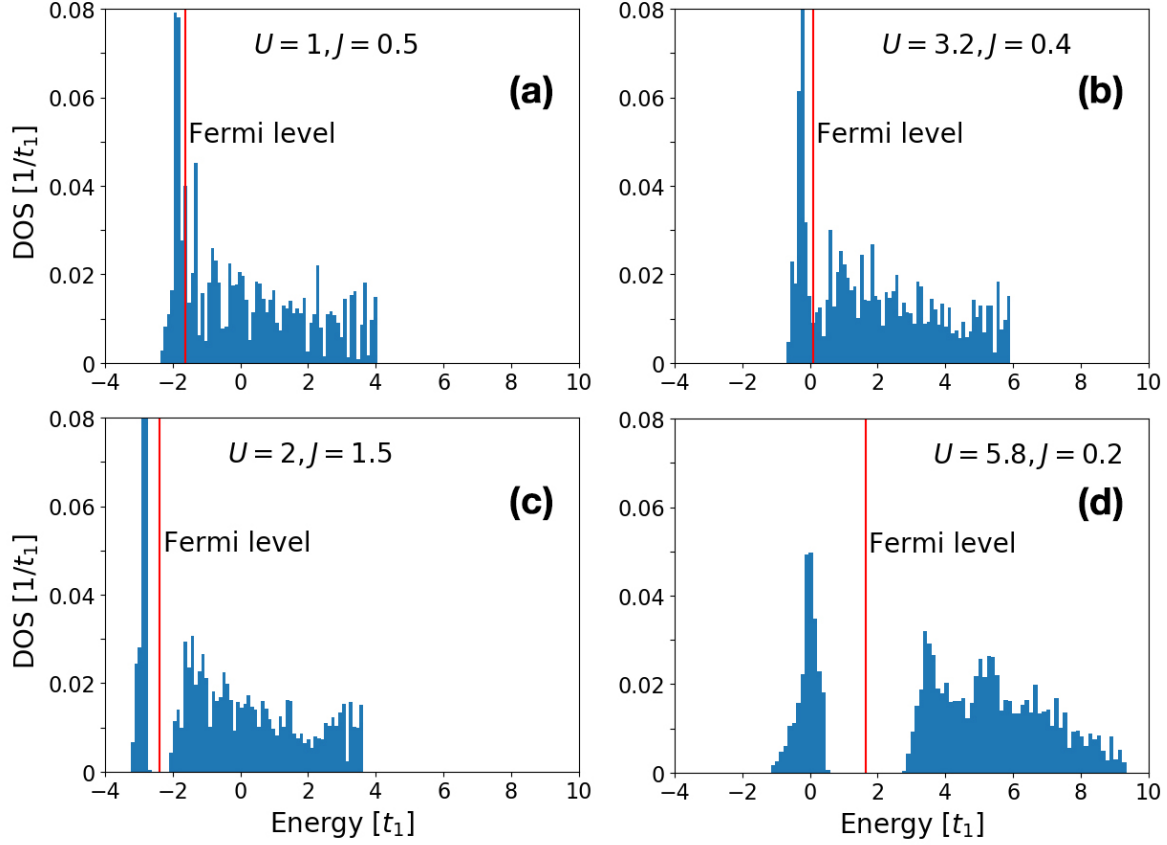 U = 1, J = 0.5
(a)
Fermi level
DOS [1/t₁]
0.08
0.06
0.04
0.02
0
−4 −2 0 2 4 6 8 10
U = 3.2, J = 0.4
(b)
Fermi level
0.08
0.06
0.04
0.02
0
−4 −2 0 2 4 6 8 10
U = 2, J = 1.5
(c)
Fermi level
DOS [1/t₁]
0.08
0.06
0.04
0.02
0
−4 −2 0 2 4 6 8 10
Energy [t₁]
U = 5.8, J = 0.2
(d)
Fermi level
0.08
0.06
0.04
0.02
0
−4 −2 0 2 4 6 8 10
Energy [t₁]